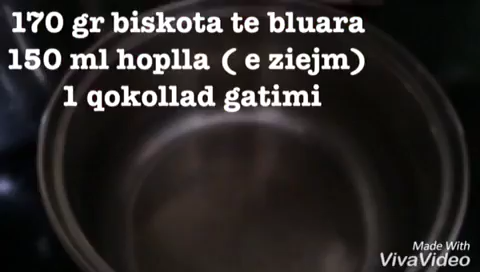 170 gr biskota te bluara
150 ml hoplla ( e ziejm)
1 qokollad gatimi
Made With
VivaVideo